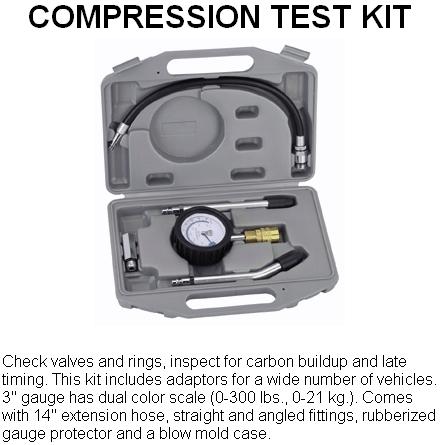 COMPRESSION TEST KIT
Check valves and rings, inspect for carbon buildup and late
timing. This kit includes adaptors for a wide number of vehicles.
3" gauge has dual color scale (0-300 lbs., 0-21 kg.). Comes
with 14" extension hose, straight and angled fittings, rubberized
gauge protector and a blow mold case.